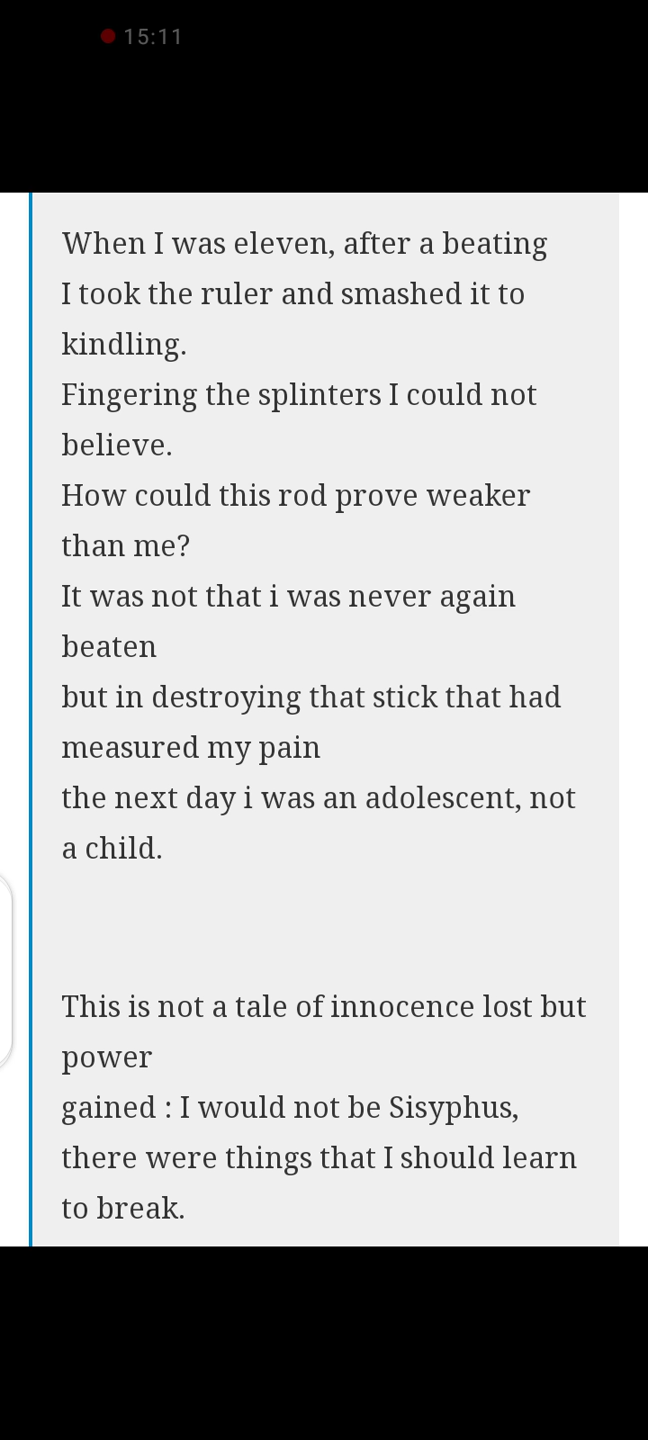 15:11
When I was eleven, after a beating
I took the ruler and smashed it to
kindling.
Fingering the splinters I could not
believe.
How could this rod prove weaker
than me?
It was not that i was never again
beaten
but in destroying that stick that had
measured my pain
the next day i was an adolescent, not
a child.
This is not a tale of innocence lost but
power
gained : I would not be Sisyphus,
there were things that I should learn
to break.